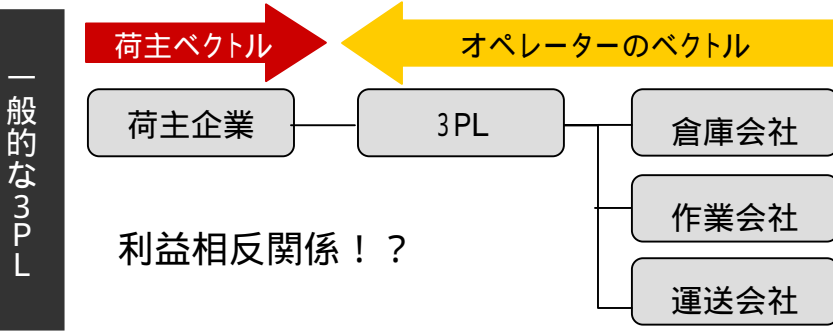 一般的な3PL
荷主ベクトル
オペレーターのベクトル
荷主企業
3PL
倉庫会社
作業会社
運送会社
利益相反関係！？